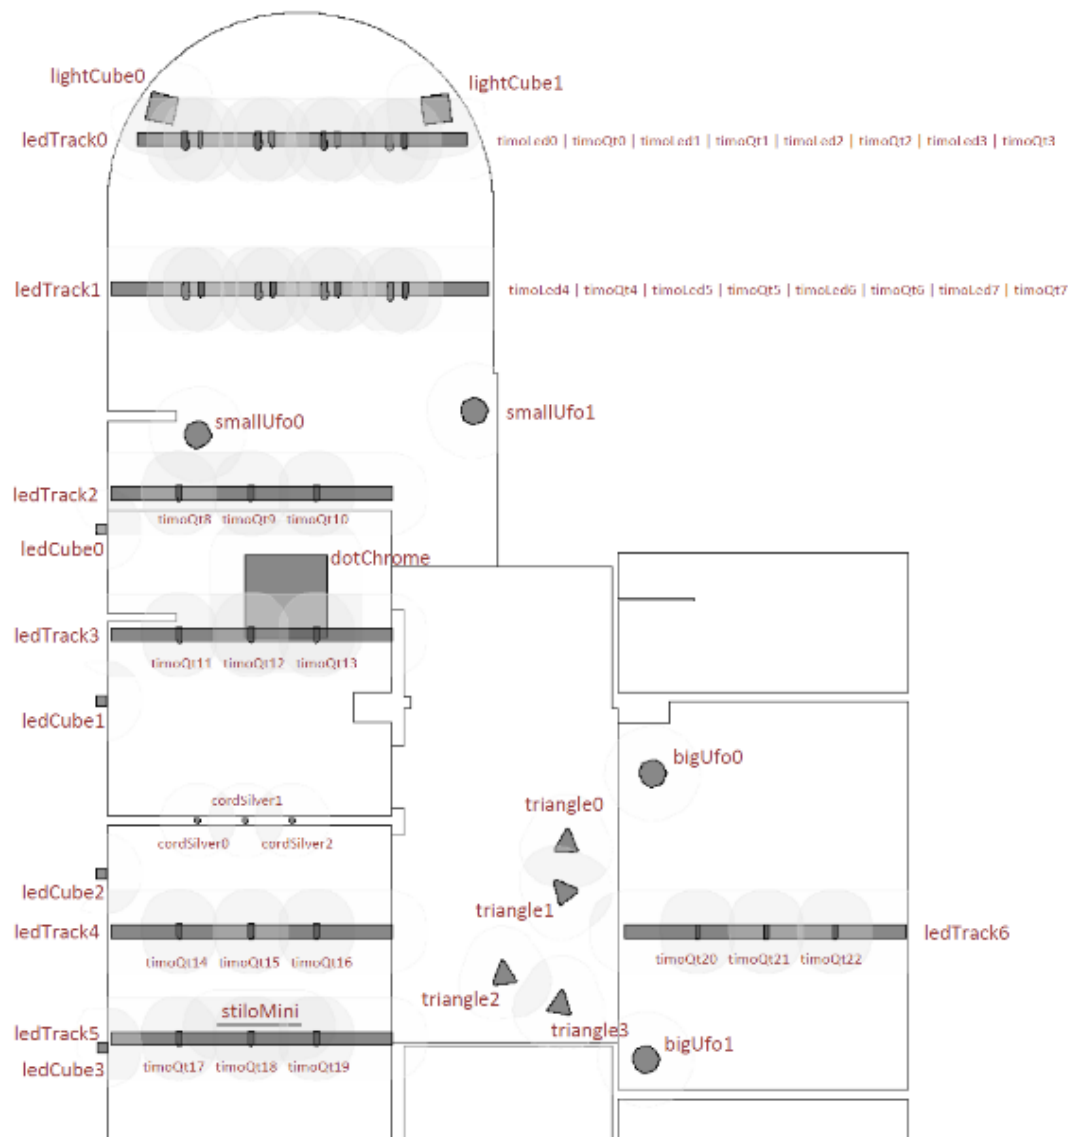 lightCube0
lightCube1
ledTrack0
timoLed0 | timoQt0 | timoLed1 | timoQt1 | timoLed2 | timoQt2 | timoLed3 | timoQt3
ledTrack1
timoLed4 | timoQt4 | timoLed5 | timoQt5 | timoLed6 | timoQt6 | timoLed7 | timoQt7
smallUfo0
smallUfo1
ledTrack2
timoQt8 timoQt9 timoQt10
ledCube0
dotChrome
ledTrack3
timoQt11 timoQt12 timoQt13
ledCube1
bigUfo0
cordSilver1
triangle0
cordSilver0 cordSilver2
ledCube2
triangle1
ledTrack4
ledTrack6
timoQt14 timoQt15 timoQt16
timoQt20 timoQt21 timoQt22
triangle2
stiloMini
ledTrack5
triangle3
bigUfo1
ledCube3
timoQt17 timoQt18 timoQt19